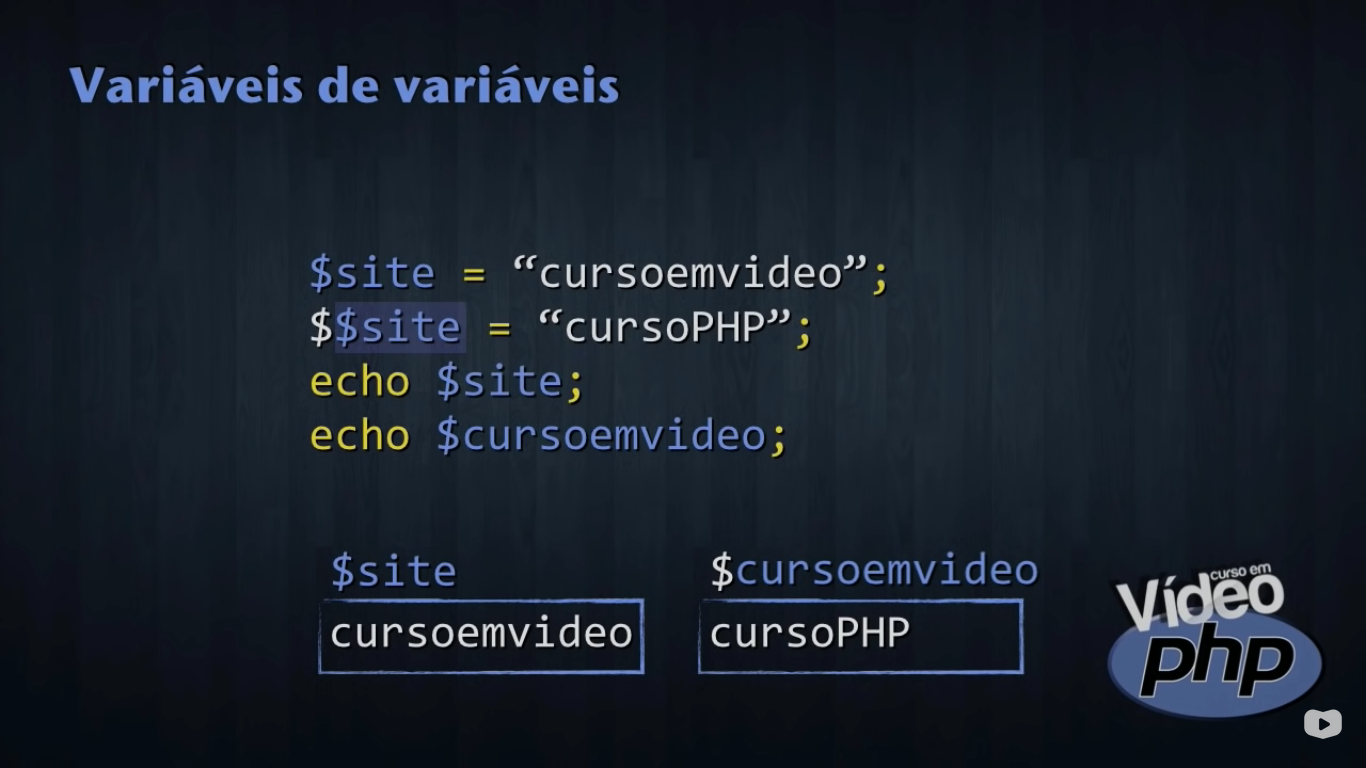 Variáveis de variáveis
$site = “cursoemvideo”;
$$site = “cursoPHP”;
echo $site;
echo $cursoemvideo;
$site
$cursoemvideo
cursoemvideo
cursoPHP
curso em
Vídeo
php